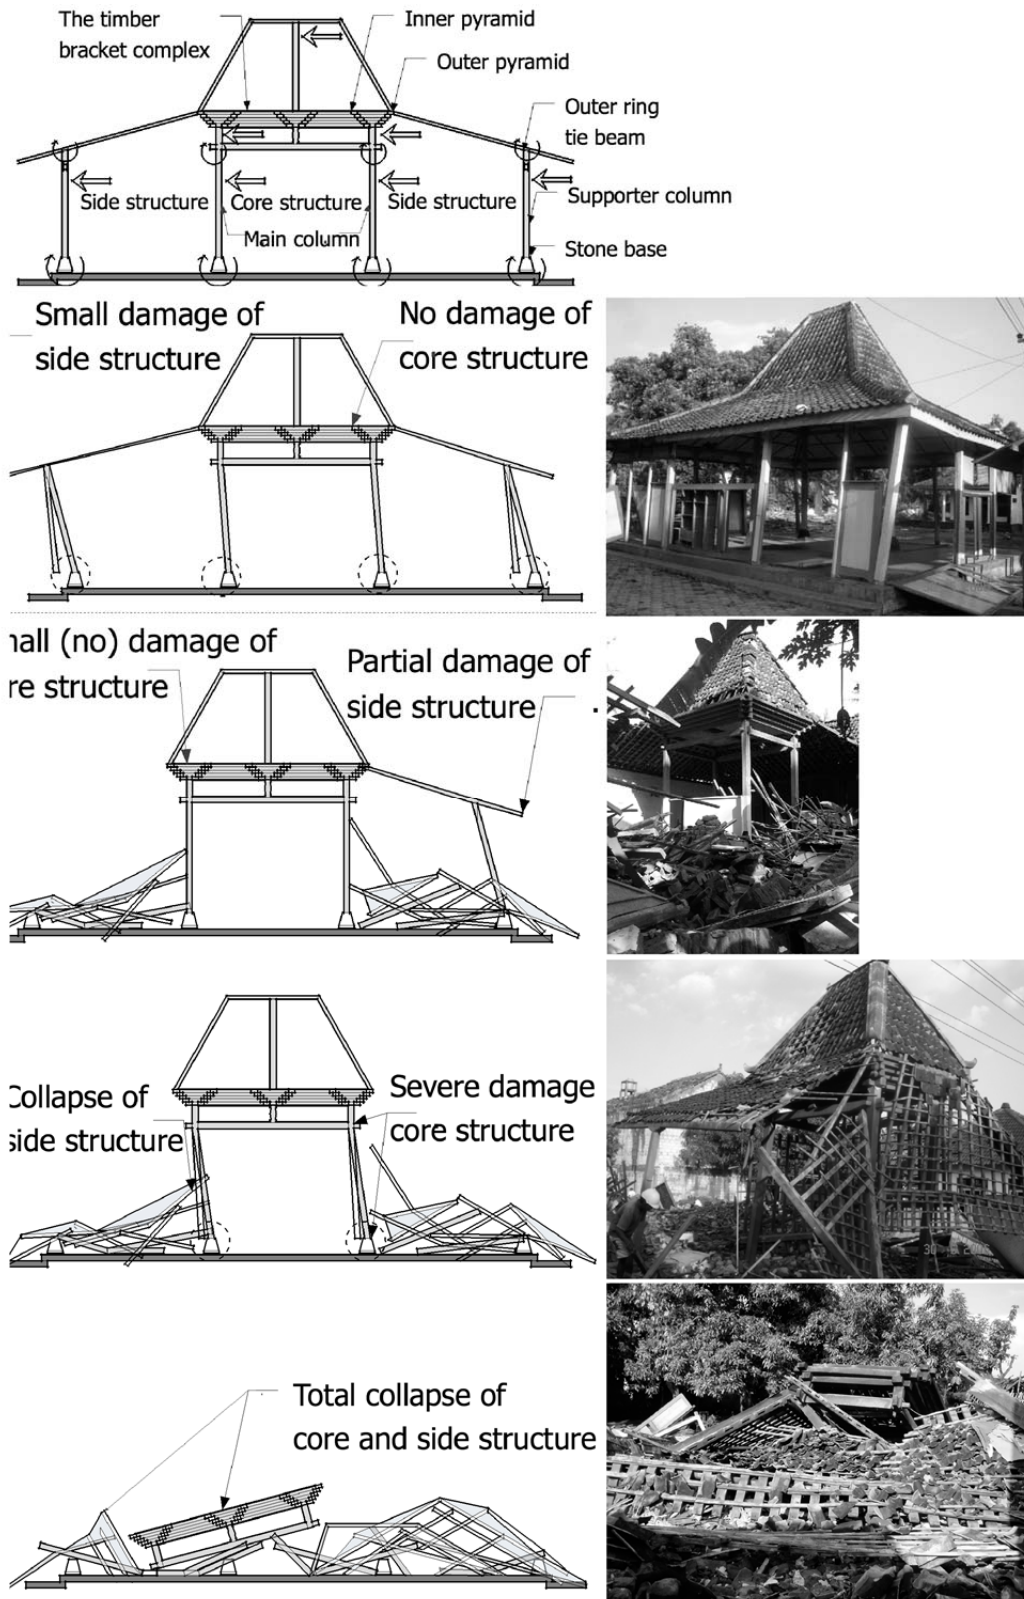 The timber
bracket complex
Inner pyramid
Outer pyramid
Outer ring
tie beam
Side structure
Core structure
Side structure
Supporter column
Main column
Stone base
Small damage of
side structure
No damage of
core structure
nall (no) damage of
re structure
Partial damage of
side structure
Collapse of
side structure
Severe damage
core structure
30
Total collapse of
core and side structure